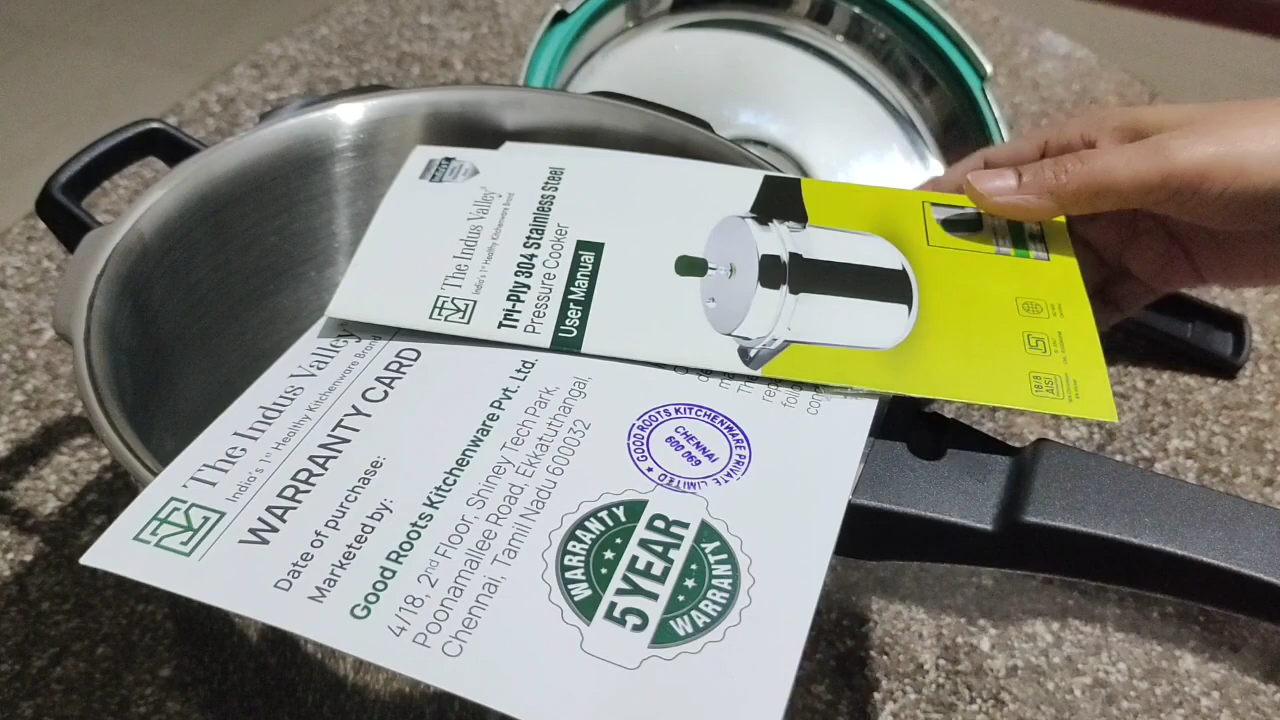 The Indus Valley®
India's 1st Healthy Kitchenware Brand
Tri-Ply 304 Stainless Steel
Pressure Cooker
User Manual
18/8
AISI
The Indus Valley
India's 1st Healthy Kitchenware Brand
WARRANTY CARD
Date of purchase:
Marketed by:
Good Roots Kitchenware Pvt. Ltd.
4/18, 2nd Floor, Shiney Tech Park,
Poonamallee Road, Ekkatuthangal,
Chennai, Tamil Nadu 600032
GOOD ROOTS KITCHENWARE PRIVATE LIMITED
CHENNAI
600 069
WARRANTY
5 YEAR
WARRANTY